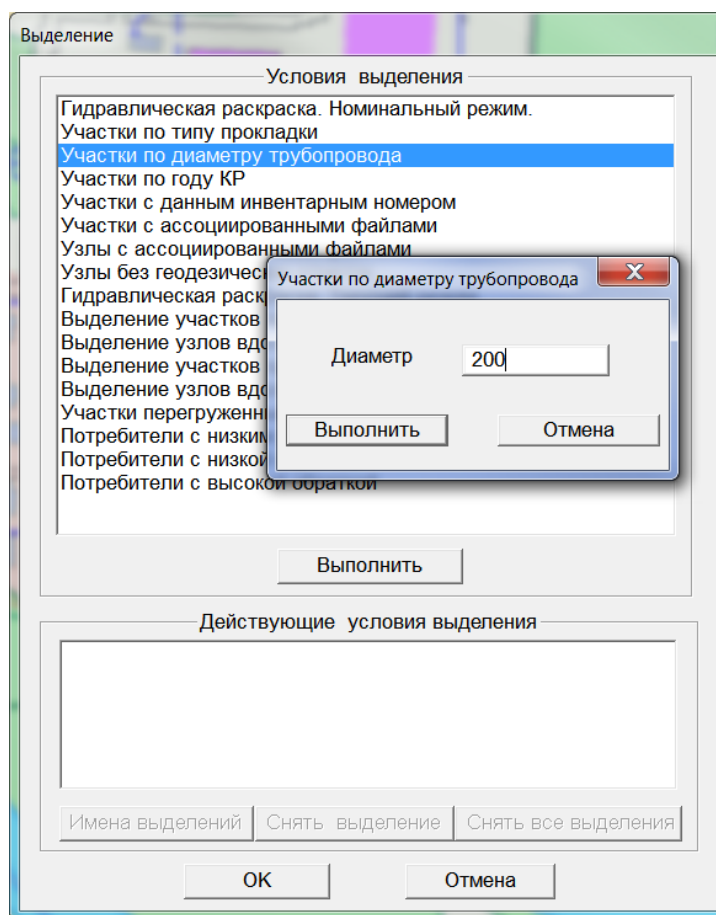 Выделение
Условия выделения
Гидравлическая раскраска. Номинальный режим.
Участки по типу прокладки
Участки по диаметру трубопровода
Участки по году КР
Участки с данным инвентарным номером
Участки с ассоциированными файлами
Узлы с ассоциированными файлами
Узлы без геодезичес
Гидравлическая раск
Выделение участков
Выделение узлов вдо
Выделение участков
Выделение узлов вдо
Участки перегруженн
Потребители с низким
Потребители с низкой
Потребители с высокой обраткой
Участки по диаметру трубопровода
Диаметр
200
Выполнить
Отмена
Выполнить
Действующие условия выделения
Имена выделений
Снять выделение
Снять все выделения
OK
Отмена